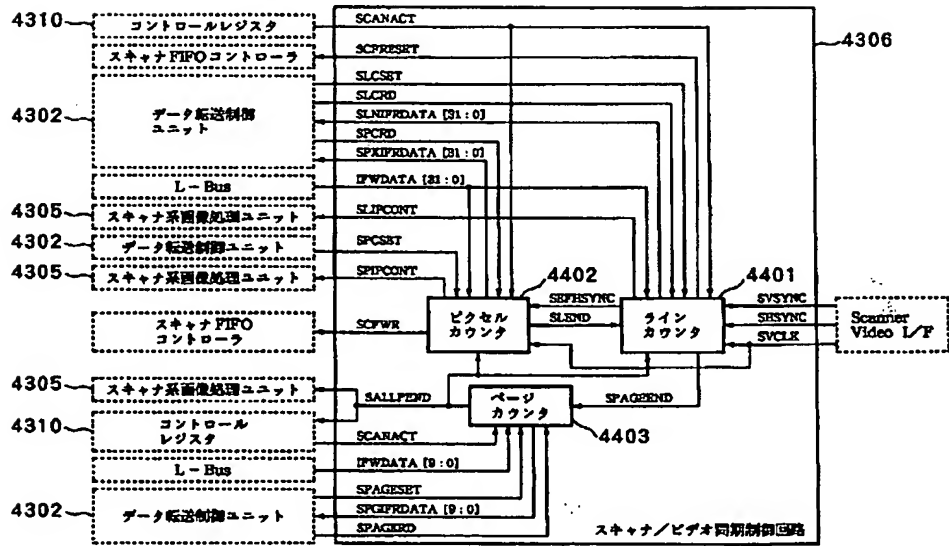 4310
コントロールレジスタ
SCANACT
4306
スキャナFIFOコントローラ
SCFRESET
4302
データ転送制御
ユニット
SLCSET
SLCRD
SLNIFRDATA [31:0]
SPCRD
SPXIFRDATA [31:0]
L-Bus
IFWDATA [31:0]
4305
スキャナ系画像処理ユニット
SLIPCONT
4302
データ転送制御ユニット
SPCSET
4305
スキャナ系画像処理ユニット
SPIPCONT
4402
4401
ピクセル
カウンタ
SBFHSYNC
SLEND
ライン
カウンタ
SVSYNC
SHSYNC
SVCLK
Scanner
Video L/F
スキャナFIFO
コントローラ
SCFWR
4305
スキャナ系画像処理ユニット
SALLPEND
ページ
カウンタ
SPAGEEND
4403
4310
コントロール
レジスタ
SCANACT
L-Bus
IFWDATA [9:0]
4302
データ転送制御ユニット
SPAGESET
SPGIFRDATA [9:0]
SPAGERD
スキャナ/ビデオ同期制御回路